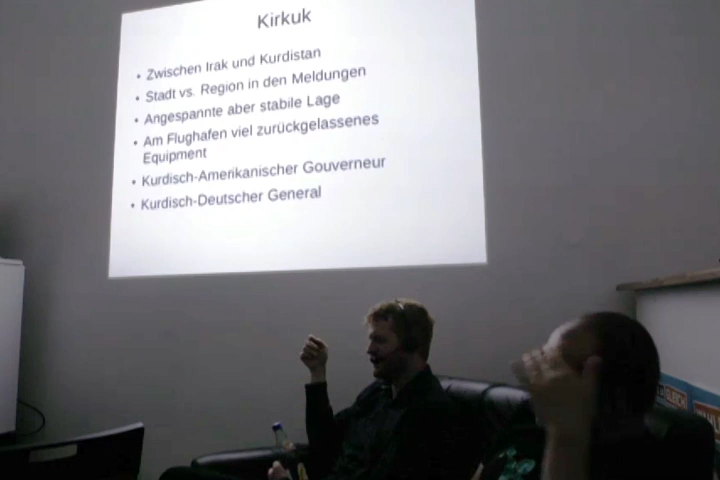 Kirkuk
• Zwischen Irak und Kurdistan
• Stadt vs. Region in den Meldungen
• Angespannte aber stabile Lage
• Am Flughafen viel zurückgelassenes
Equipment
• Kurdisch-Amerikanischer Gouverneur
• Kurdisch-Deutscher General